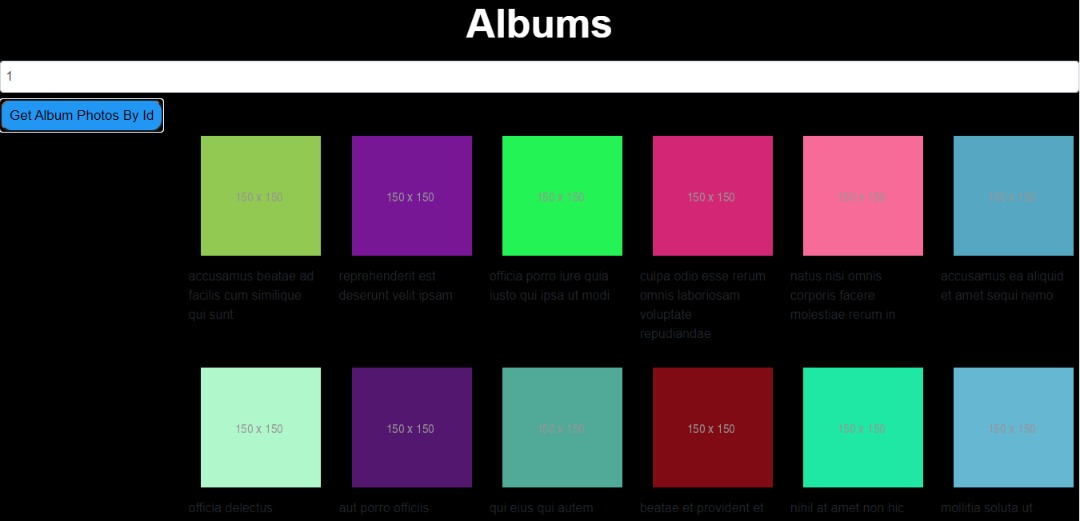 Albums
1
Get Album Photos By Id
150 x 150
150 x 150
150 x 150
150 x 150
150 x 150
150 x 150
accusamus beatae ad
facilis cum similique
qui sunt
reprehenderit est
deserunt velit ipsam
officia porro iure quia
iusto qui ipsa ut modi
culpa odio esse rerum
omnis laboriosam
voluptate
repudiandae
natus nisi omnis
corporis facere
molestiae rerum in
accusamus ea aliquid
et amet sequi nemo
150 x 150
150 x 150
150 x 150
150 x 150
150 x 150
150 x 150
officia delectus
aut porro officiis
qui eius qui autem
beatae et provident et
nihil at amet non hic
mollitia soluta ut